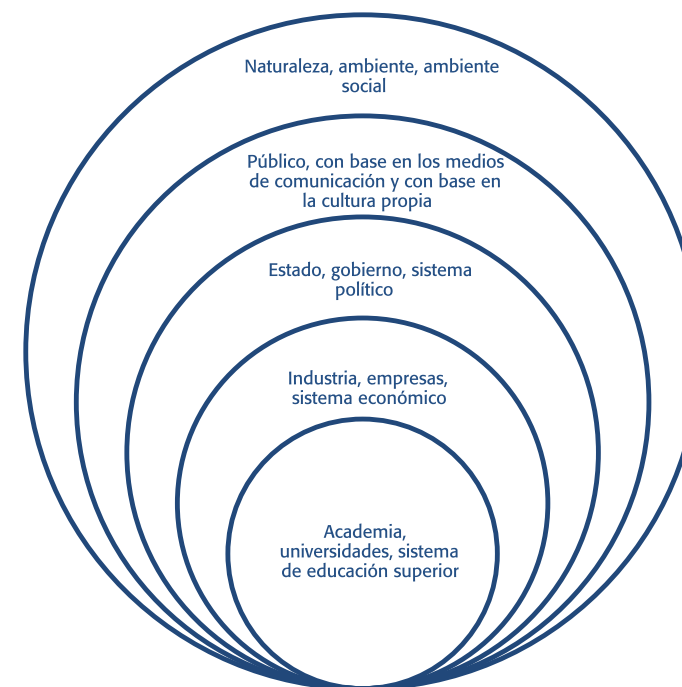 Naturaleza, ambiente, ambiente
social
Público, con base en los medios
de comunicación y con base en
la cultura propia
Estado, gobierno, sistema
político
Industria, empresas,
sistema económico
Academia,
universidades, sistema
de educación superior